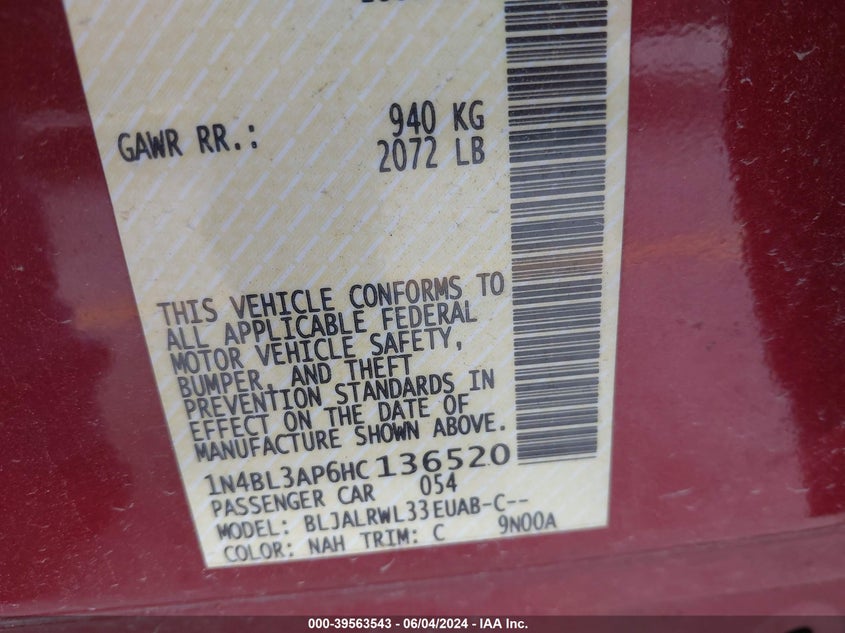 GAWR RR.: 940 KG
2072 LB
THIS VEHICLE CONFORMS TO
ALL APPLICABLE FEDERAL
MOTOR VEHICLE SAFETY,
BUMPER, AND THEFT
PREVENTION STANDARDS IN
EFFECT ON THE DATE OF
MANUFACTURE SHOWN ABOVE.
1N4BL3AP6HC136520
PASSENGER CAR 054
MODEL: BLJALRWL33EUAB-C--
COLOR: NAH TRIM: C 9N00A
000-39563543 - 06/04/2024 - IAA Inc.